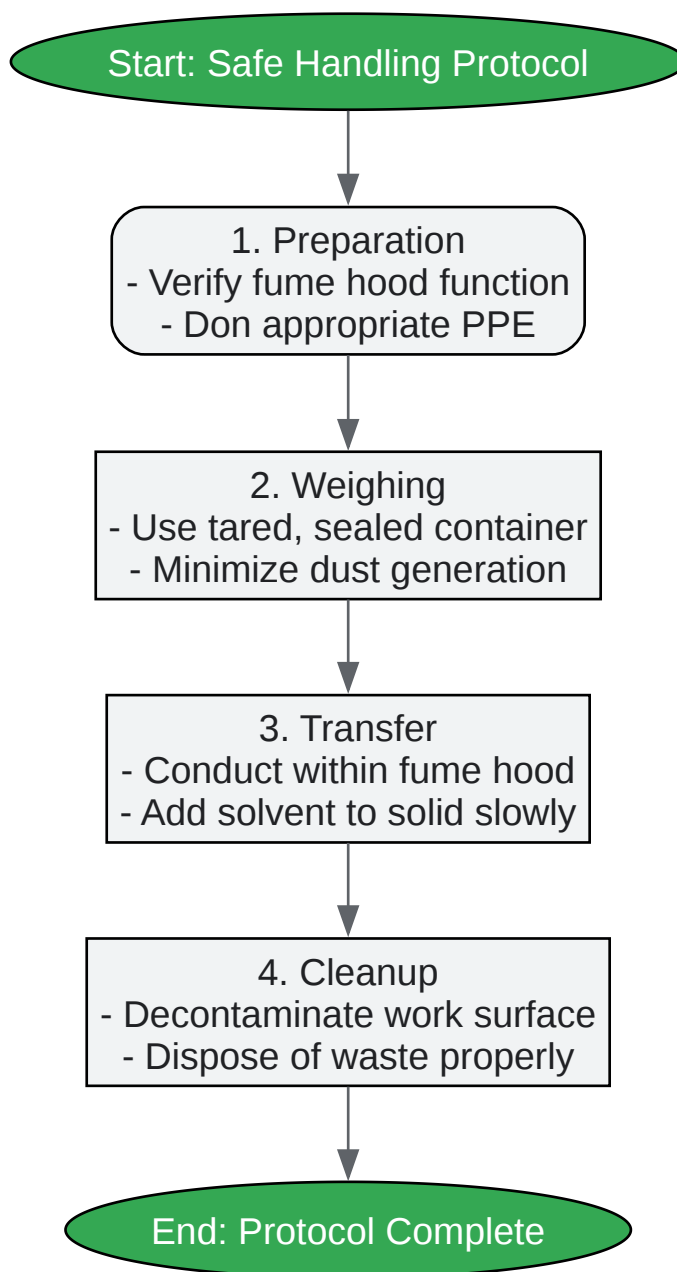 Start: Safe Handling Protocol
1. Preparation
- Verify fume hood function
- Don appropriate PPE
2. Weighing
- Use tared, sealed container
- Minimize dust generation
3. Transfer
- Conduct within fume hood
- Add solvent to solid slowly
4. Cleanup
- Decontaminate work surface
- Dispose of waste properly
End: Protocol Complete